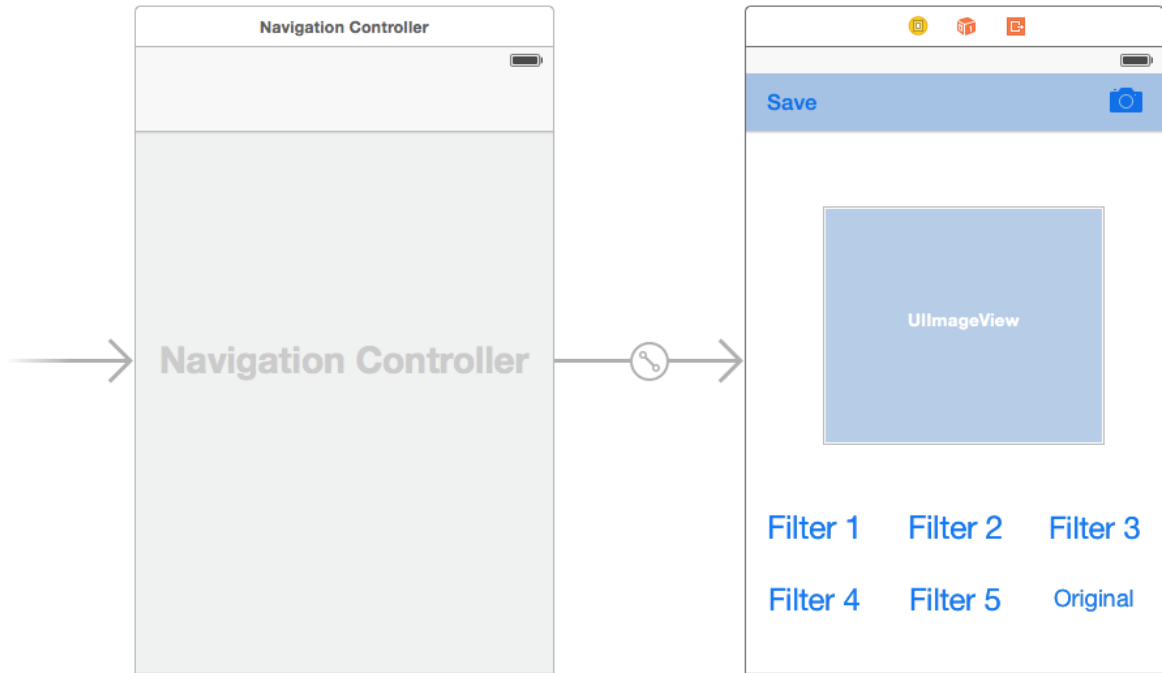 Navigation Controller
Navigation Controller
Save
UIImageView
Filter 1 Filter 2 Filter 3
Filter 4 Filter 5 Original